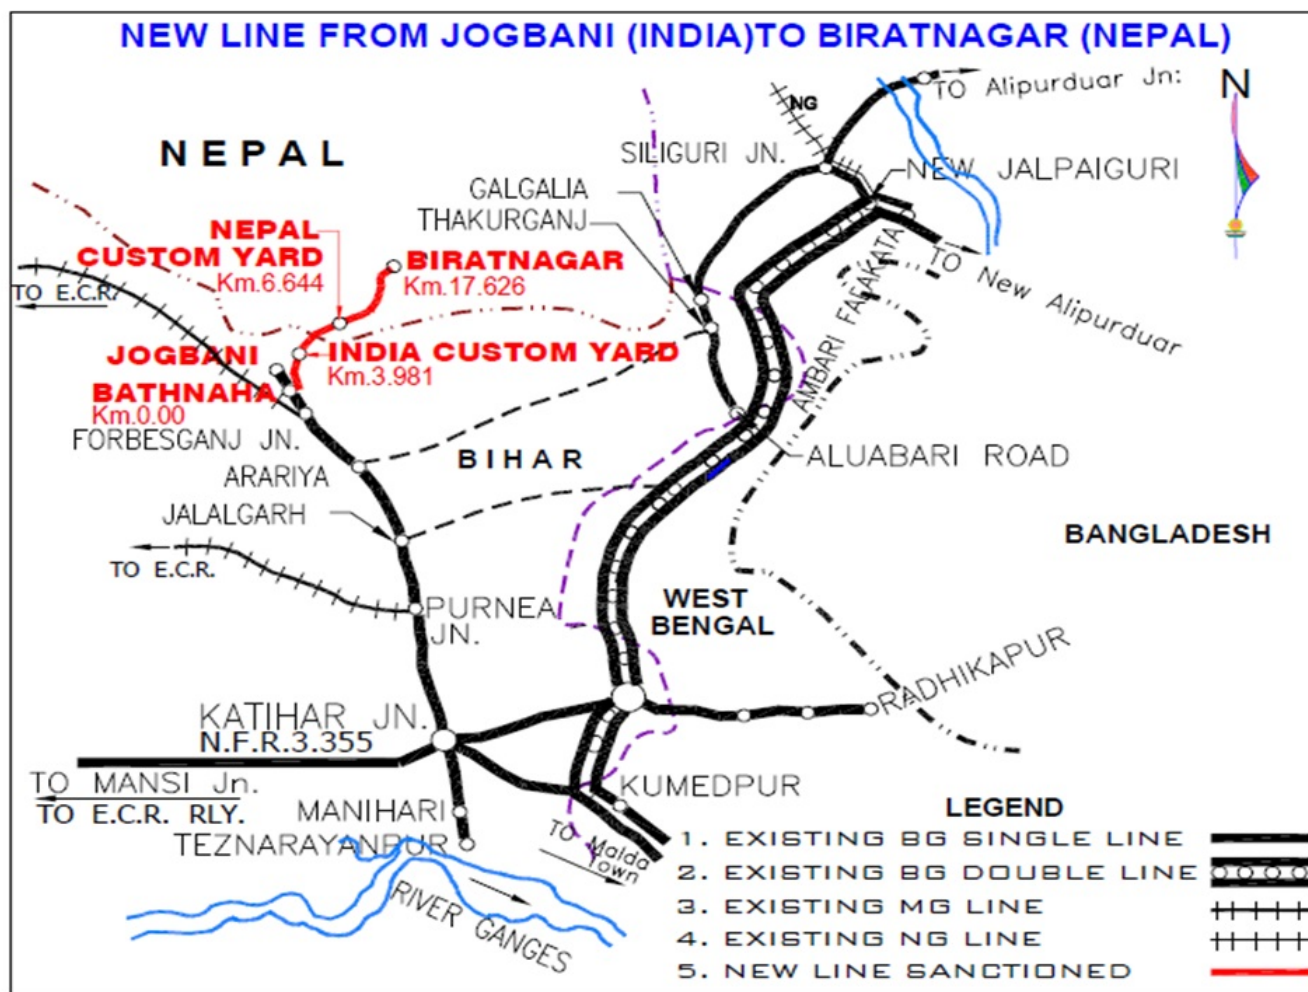 NEW LINE FROM JOGBANI (INDIA)TO BIRATNAGAR (NEPAL)
TO Alipurduar Jn:
N
NG
NEPAL
SILIGURI JN.
NEW JALPAIGURI
GALGALIA
THAKURGANJ
NEPAL
CUSTOM YARD
Km.6.644
BIRATNAGAR
Km.17.626
TO New Alipurduar
TO E.C.R.
AMBARI FALAKATA
JOGBANI
INDIA CUSTOM YARD
Km.3.981
BATHNAHA
Km.0.00
FORBESGANJ JN.
ARARIYA
BIHAR
ALUABARI ROAD
JALALGARH
BANGLADESH
TO E.C.R.
PURNEA
JN.
WEST
BENGAL
RADHIKAPUR
KATIHAR JN.
N.F.R.3.355
TO MANSI Jn.
TO E.C.R. RLY.
KUMEDPUR
MANIHARI
TEZNARAYANPUR
TO Malda
Town
RIVER GANGES
LEGEND
1. EXISTING BG SINGLE LINE
2. EXISTING BG DOUBLE LINE
3. EXISTING MG LINE
4. EXISTING NG LINE
5. NEW LINE SANCTIONED